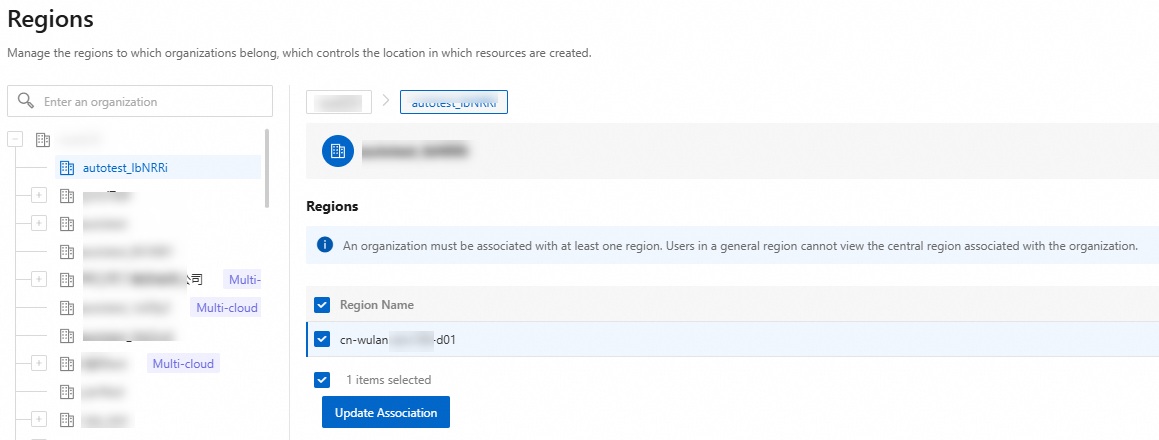 Regions
Manage the regions to which organizations belong, which controls the location in which resources are created.
Enter an organization
autotest_lbNRRi
autotest_lbNRRi
公司 Multi-
Multi-cloud
Multi-cloud
Regions
An organization must be associated with at least one region. Users in a general region cannot view the central region associated with the organization.
Region Name
cn-wulan -d01
1 items selected
Update Association